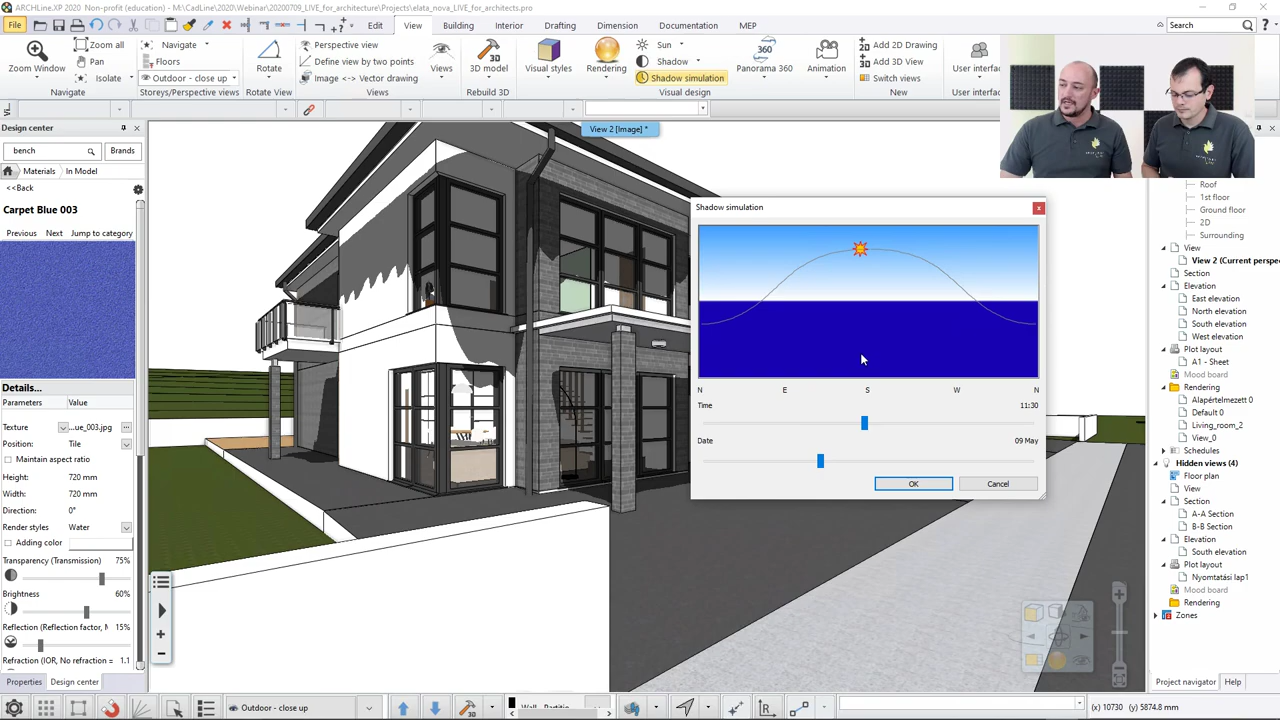 ARCHLine.XP 2020 Non-profit (education) - M:\CadLine\Webinar\20200709_LIVE_for_architecture\Projects\elata_nova_LIVE_for_architects.pro
File
Edit View Building Interior Drafting Dimension Documentation MEP
Search
Zoom Window
Zoom all
Pan
Isolate
Navigate
Navigate
Floors
Outdoor - close up
Storeys/Perspective views
Rotate
Rotate View
Perspective view
Define view by two points
Image <-> Vector drawing
Views
Views
3D model
Rebuild 3D
Visual styles
Rendering
Sun
Shadow
Shadow simulation
Visual design
Panorama 360
Animation
Add 2D Drawing
Add 3D View
Switch views
New
User interface
User interfa
Design center
bench
Brands
Materials In Model
<<Back
Carpet Blue 003
Previous Next Jump to category
Details...
Parameters Value
Texture ...ue_003.jpg
Position: Tile
Maintain aspect ratio
Height: 720 mm
Width: 720 mm
Direction: 0°
Render styles Water
Adding color
Transparency (Transmission) 75%
Brightness 60%
Reflection (Reflection factor, M 15%
Refraction (IOR, No refraction = 1.1
Properties Design center
View 2 [Image] *
Shadow simulation
N E S W N
Time 11:30
Date 09 May
OK Cancel
Roof
1st floor
Ground floor
2D
Surrounding
View
View 2 (Current perspe
Section
Elevation
East elevation
North elevation
South elevation
West elevation
Plot layout
A1 - Sheet
Mood board
Rendering
Alapértelmezett 0
Default 0
Living_room_2
View_0
Schedules
Hidden views (4)
Floor plan
View
Section
A-A Section
B-B Section
Elevation
South elevation
Plot layout
Nyomtatási lap1
Mood board
Rendering
Zones
Project navigator Help
Outdoor - close up
Wall - Partitio
(x) 10730 (y) 5874.8